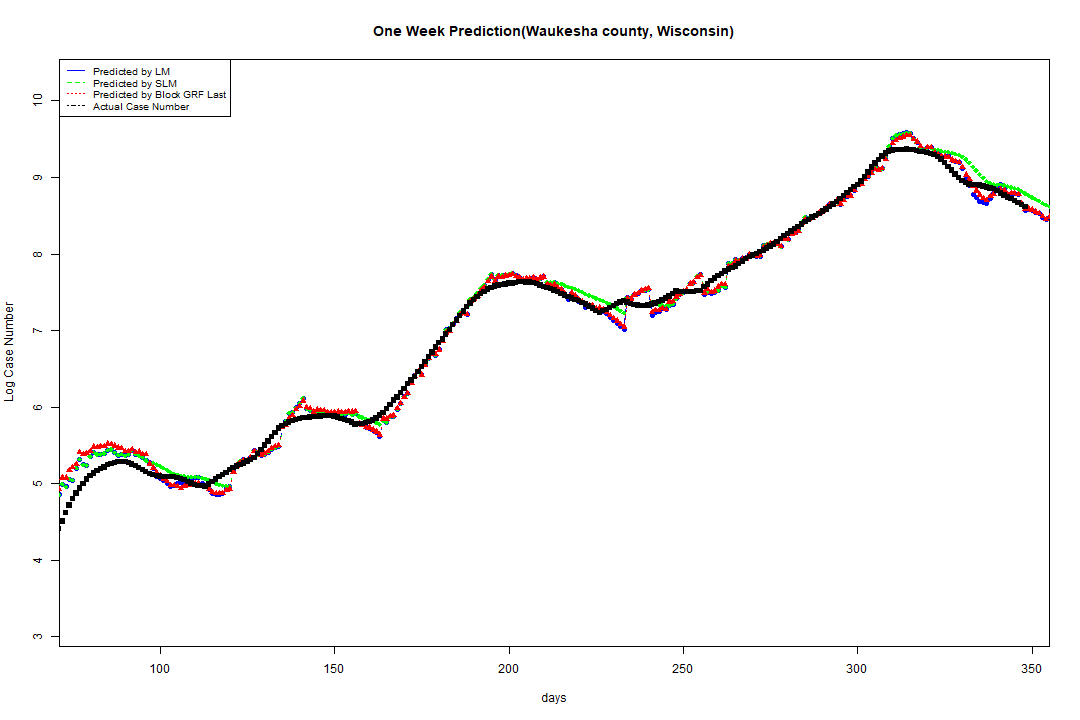 One Week Prediction(Waukesha county, Wisconsin)
Predicted by LM
Predicted by SLM
Predicted by Block GRF Last
Actual Case Number
10
9
8
7
6
5
4
3
Log Case Number
100 150 200 250 300 350
days